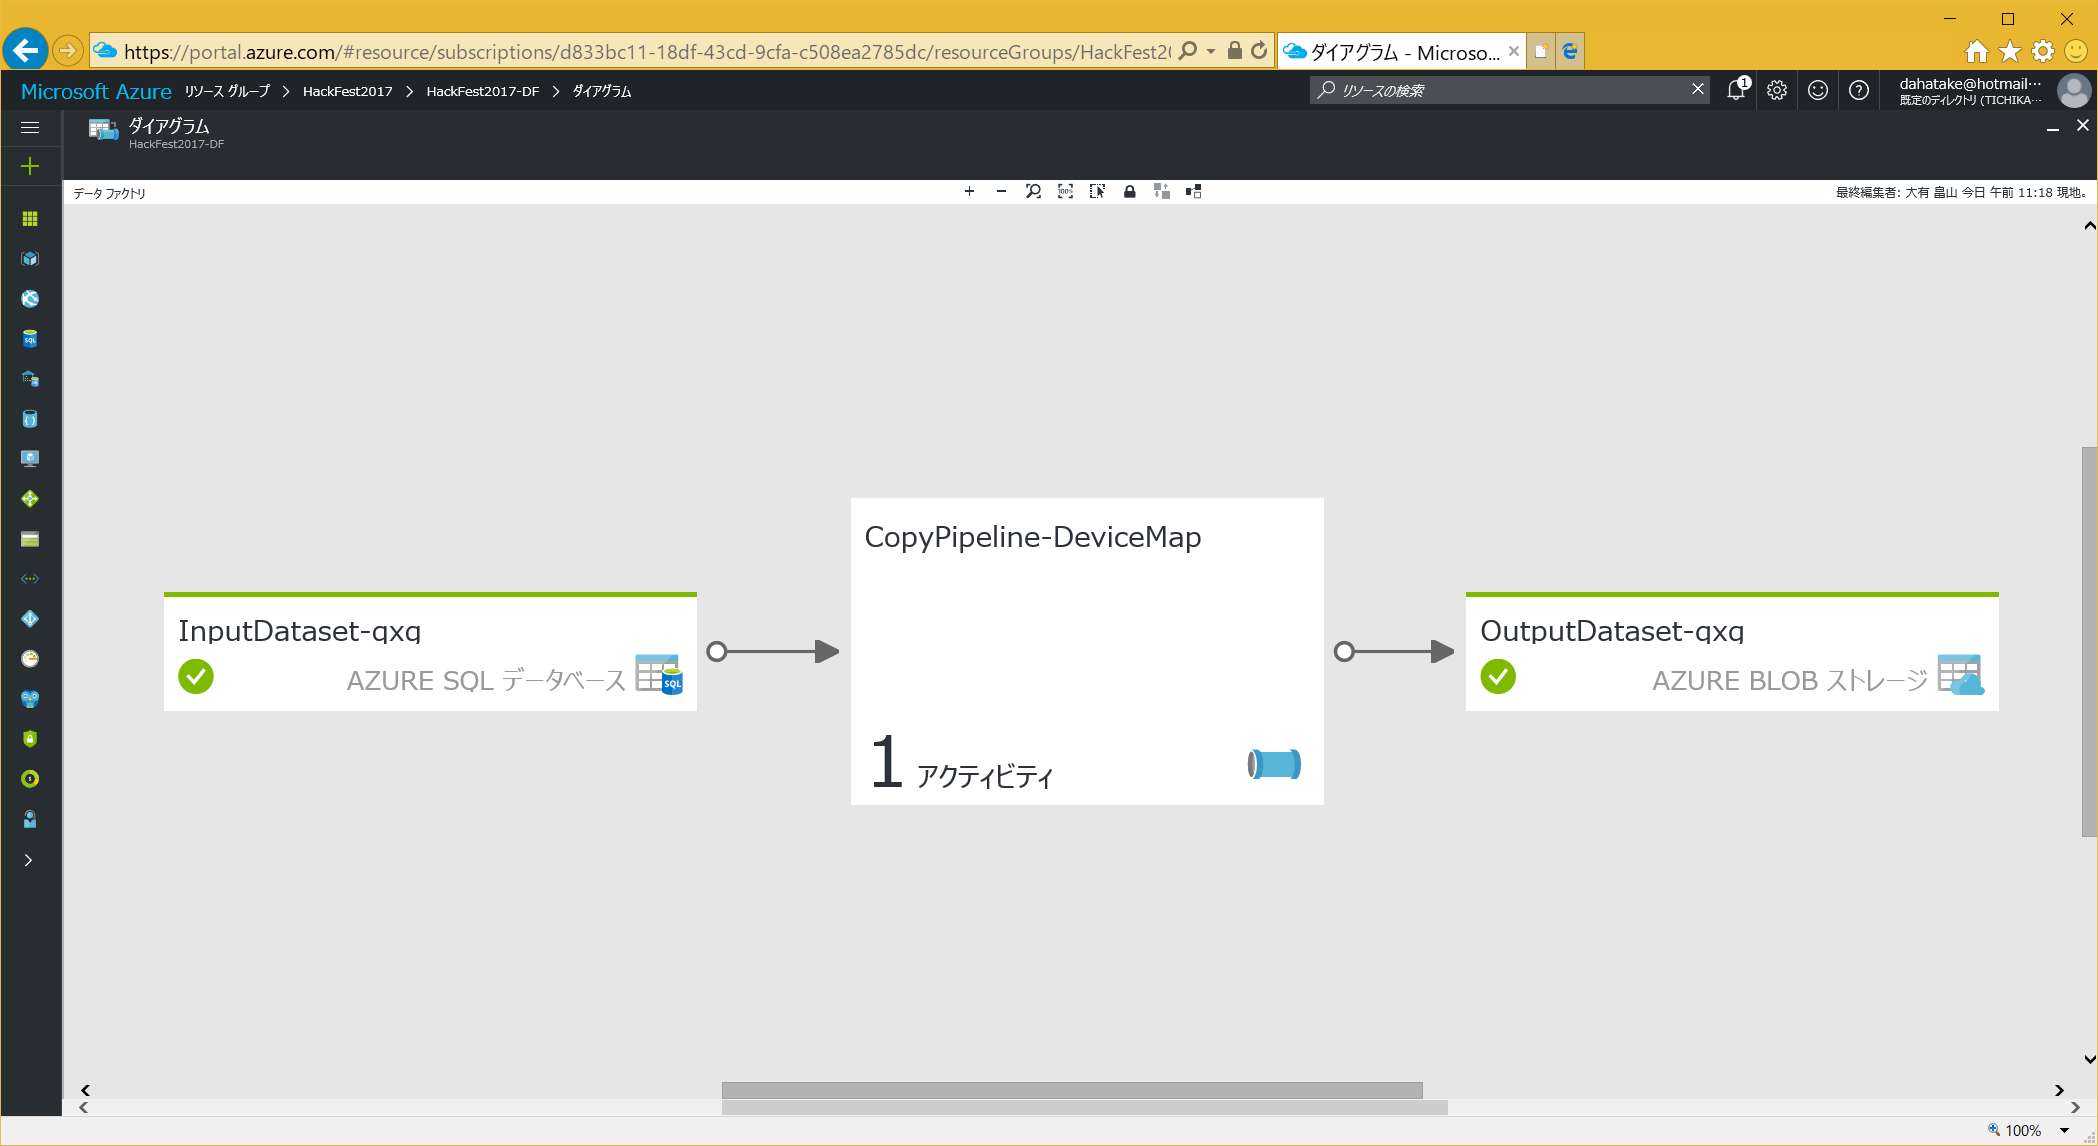 https://portal.azure.com/#resource/subscriptions/d833bc11-18df-43cd-9cfa-c508ea2785dc/resourceGroups/HackFest20
ダイアグラム - Microso...
Microsoft Azure リソース グループ > HackFest2017 > HackFest2017-DF > ダイアグラム
リソースの検索
1
dahatake@hotmail…
既定のディレクトリ (TICHIKA…
ダイアグラム
HackFest2017-DF
データ ファクトリ
100%
最終編集者: 大有 畠山 今日 午前 11:18 現地。
CopyPipeline-DeviceMap
1 アクティビティ
InputDataset-qxq
AZURE SQL データベース
SQL
OutputDataset-qxq
AZURE BLOB ストレージ
100%